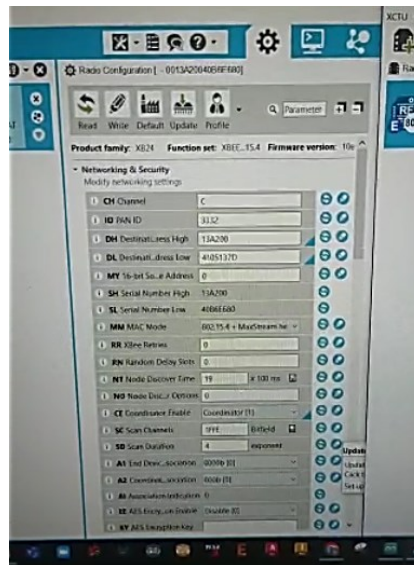 XCTU
Radio Configuration [ - 0013A20040B6E680]
Read Write Default Update Profile
Parameter
Product family: XB24 Function set: XBEE...15.4 Firmware version: 10e
Networking & Security
Modify networking settings
CH Channel C
ID PAN ID 3332
DH Destinati...ress High 13A200
DL Destinati...dress Low
MY 16-bit So...e Address 0
SH Serial Number High 13A200
SL Serial Number Low 40B6E680
MM MAC Mode 802.15.4 + MaxStream he
RR XBee Retries 0
RN Random Delay Slots 0
NT Node Discover Time 19 x 100 ms
NO Node Disc...r Options 0
CE Coordinator Enable Coordinator [1]
SC Scan Channels 1FFE Bitfield
SD Scan Duration 4 exponent
A1 End Devic...sociation 0000b [0]
A2 Coordinat...sociation 000b [0]
AI Association Indication 0
EE AES Encry...on Enable Disable [0]
KY AES Encryption Key
Updat
Click
Set up